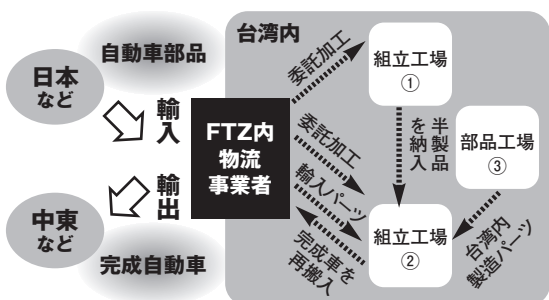 自動車部品
日本
など
輸入
輸出
中東
など
完成自動車
FTZ内
物流
事業者
台湾内
委託加工
委託加工
輸入パーツ
完成車を
再搬入
組立工場
①
半製品
を納入
部品工場
③
組立工場
②
台湾内
製造パーツ